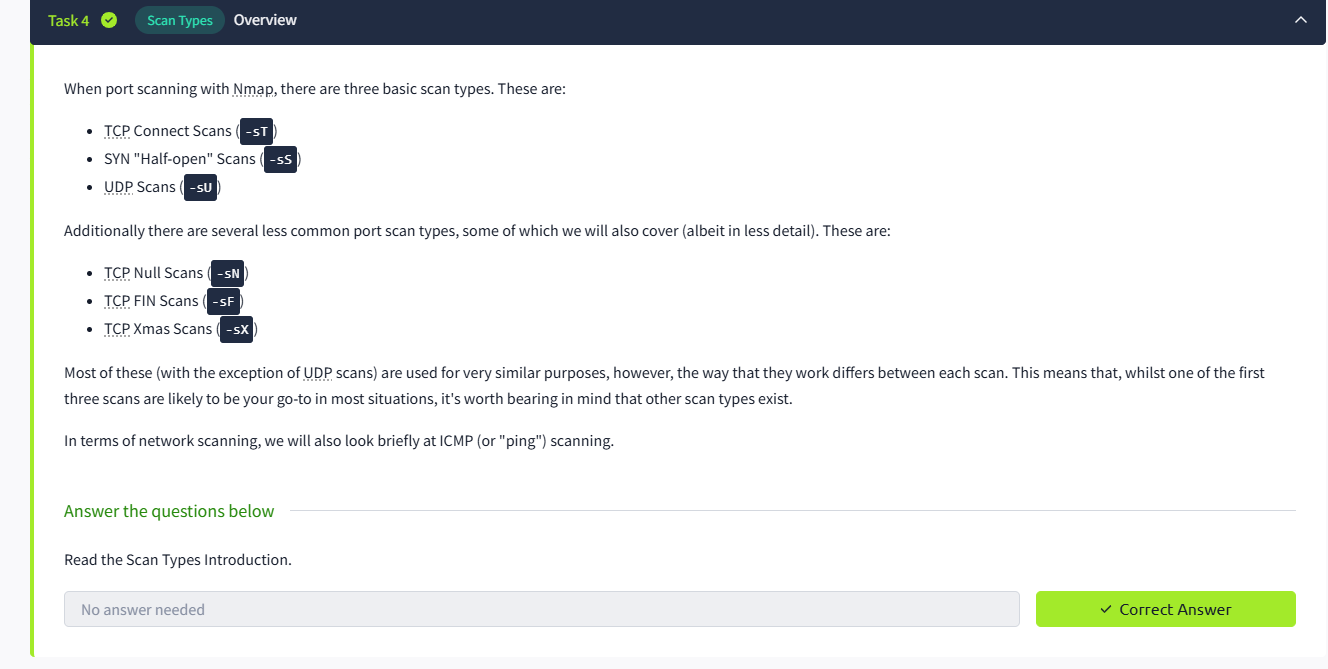 Task 4 Scan Types Overview
When port scanning with Nmap, there are three basic scan types. These are:
TCP Connect Scans (-sT)
SYN "Half-open" Scans (-sS)
UDP Scans (-sU)
Additionally there are several less common port scan types, some of which we will also cover (albeit in less detail). These are:
TCP Null Scans (-sN)
TCP FIN Scans (-sF)
TCP Xmas Scans (-sX)
Most of these (with the exception of UDP scans) are used for very similar purposes, however, the way that they work differs between each scan. This means that, whilst one of the first
three scans are likely to be your go-to in most situations, it's worth bearing in mind that other scan types exist.
In terms of network scanning, we will also look briefly at ICMP (or "ping") scanning.
Answer the questions below
Read the Scan Types Introduction.
No answer needed
Correct Answer